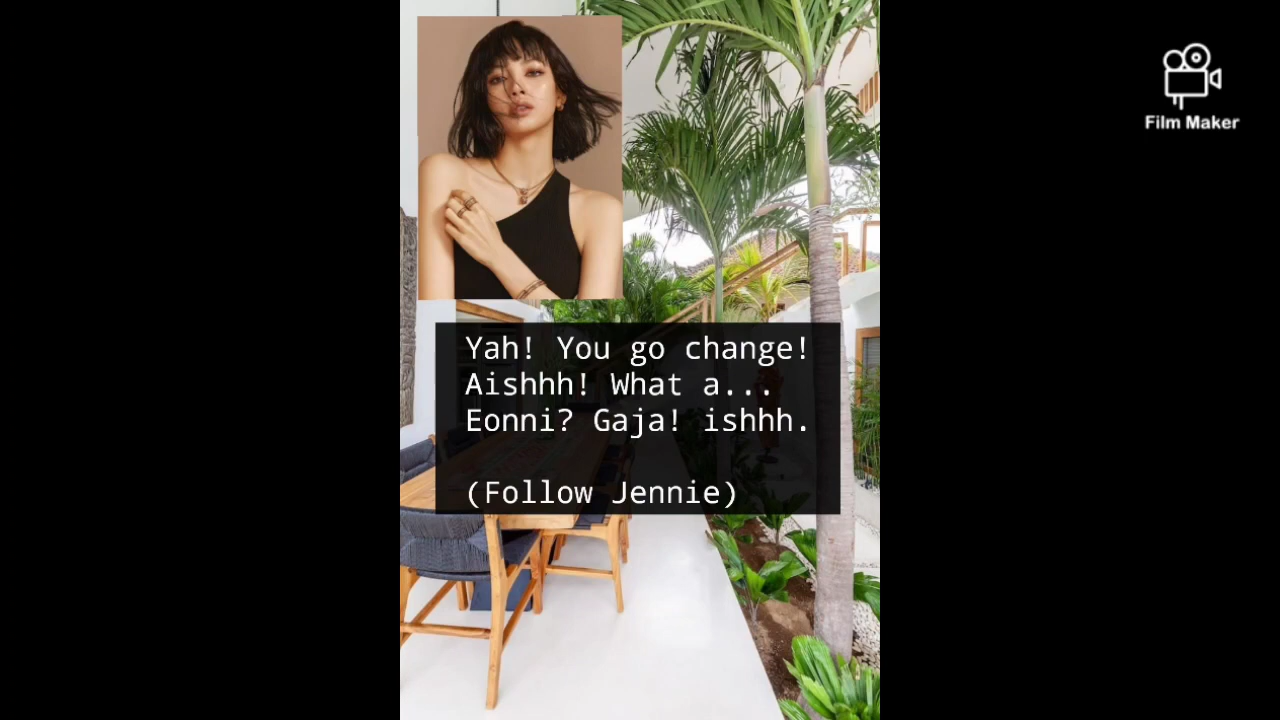 Film Maker
Yah! You go change!
Aishhh! What a...
Eonni? Gaja! ishhh.
(Follow Jennie)